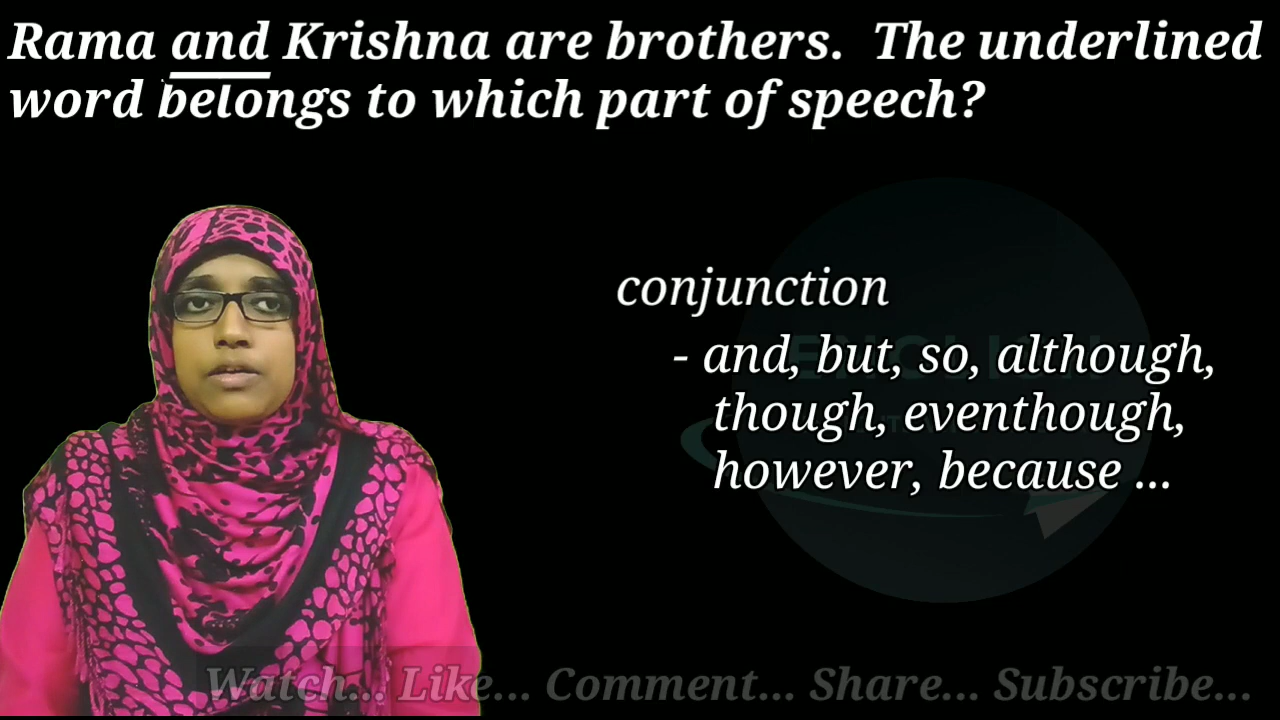 Rama and Krishna are brothers. The underlined
word belongs to which part of speech?
conjunction
- and, but, so, although,
though, eventhough,
however, because ...
Watch... Like... Comment... Share... Subscribe...